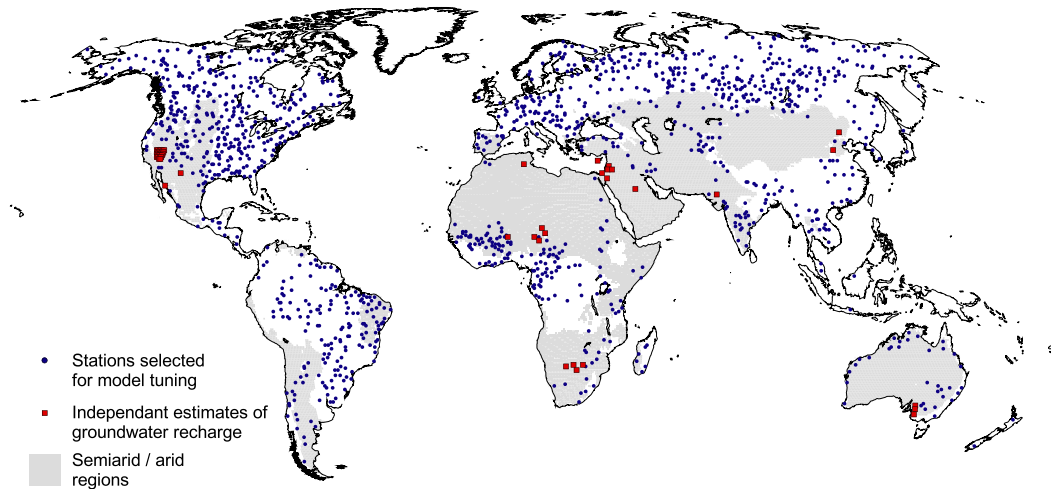 Stations selected
for model tuning
Independant estimates of
groundwater recharge
Semiarid / arid
regions